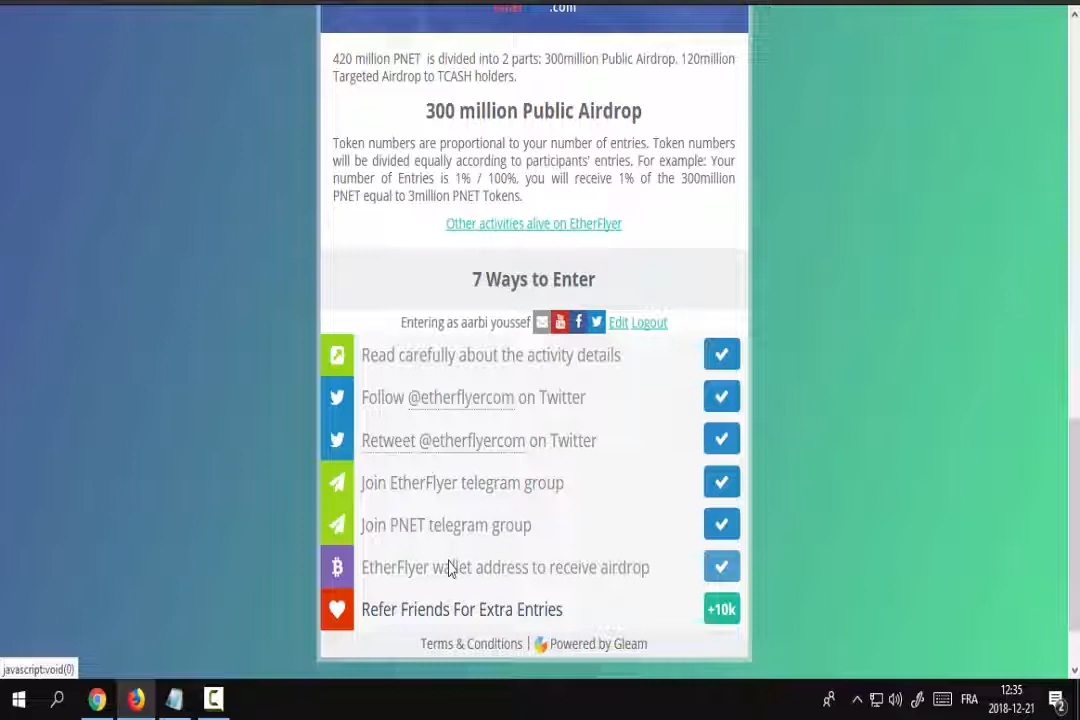 .com
420 million PNET is divided into 2 parts: 300million Public Airdrop. 120million
Targeted Airdrop to TCASH holders.
300 million Public Airdrop
Token numbers are proportional to your number of entries. Token numbers
will be divided equally according to participants' entries. For example: Your
number of Entries is 1% / 100%, you will receive 1% of the 300million
PNET equal to 3million PNET Tokens.
Other activities alive on EtherFlyer
7 Ways to Enter
Entering as aarbi youssef Edit Logout
Read carefully about the activity details
Follow @etherflyercom on Twitter
Retweet @etherflyercom on Twitter
Join EtherFlyer telegram group
Join PNET telegram group
EtherFlyer wallet address to receive airdrop
Refer Friends For Extra Entries +10k
Terms & Conditions | Powered by Gleam
javascript:void(0)
FRA
12:35
2018-12-21
2